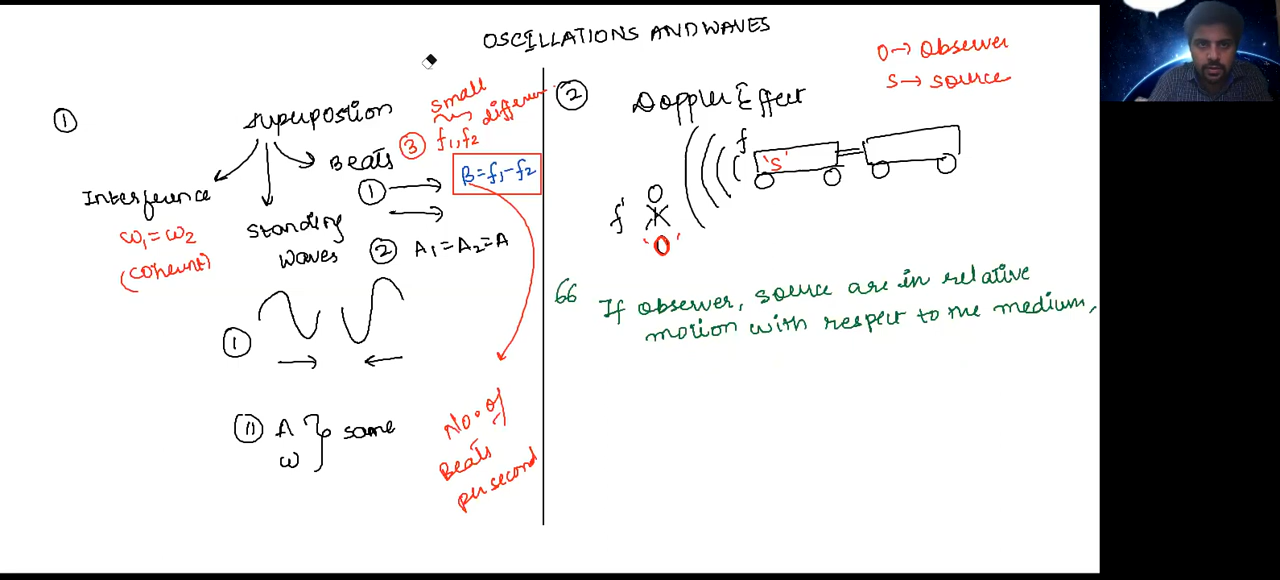 OSCILLATIONS AND WAVES
①
superposition
Interference
ω₁=ω₂
(coherent)
standing
waves
①
⑪ A
ω
} same
Beats
①
② A₁=A₂=A
③ small
different
f₁,f₂
B=f₁-f₂
No. of
Beats
per second
② Doppler Effect
O→ Observer
S→ source
f
's'
f'
'O'
66 If observer, source are in relative
motion with respect to the medium,